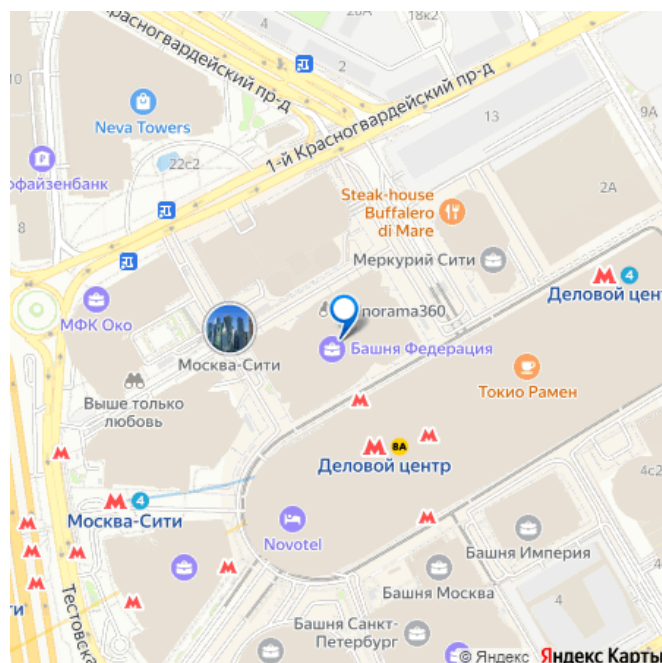 Красногвардейский пр-д
18к2
2
10
Neva Towers
1-й Красногвардейский пр-д
9А
13
22с2
офайзенбанк
2А
Steak-house
Buffalero
di Mare
8
Меркурий Сити
4
Деловой цент
МФК Око
norama360
Башня Федерация
Москва-Сити
Токио Рамен
Выше только
любовь
8А
Деловой центр
4с2
4
Москва-Сити
Novotel
Башня Империя
Башня Москва
4
Тестовска
ти
Башня Санкт-
Петербург
© Яндекс Яндекс Карты